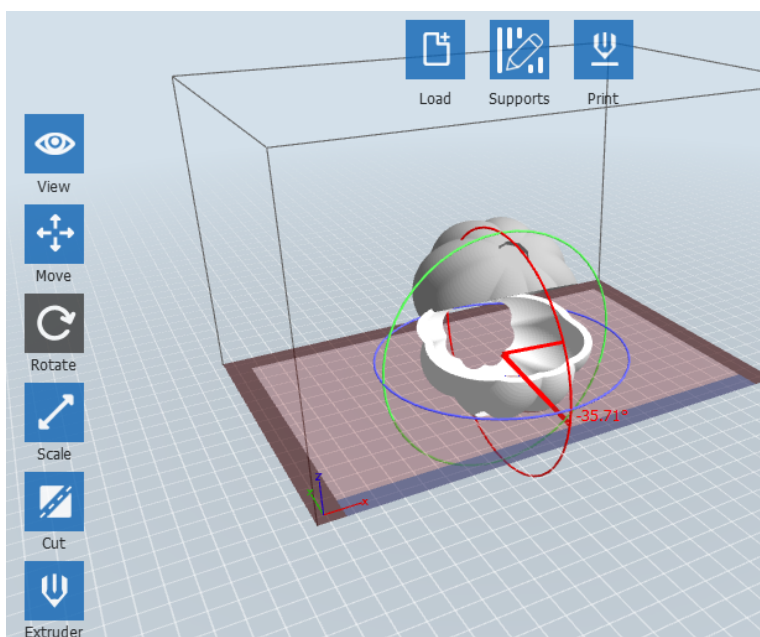 Load
Supports
Print
View
Move
Rotate
Scale
Cut
Extruder
-35.71°
z
x